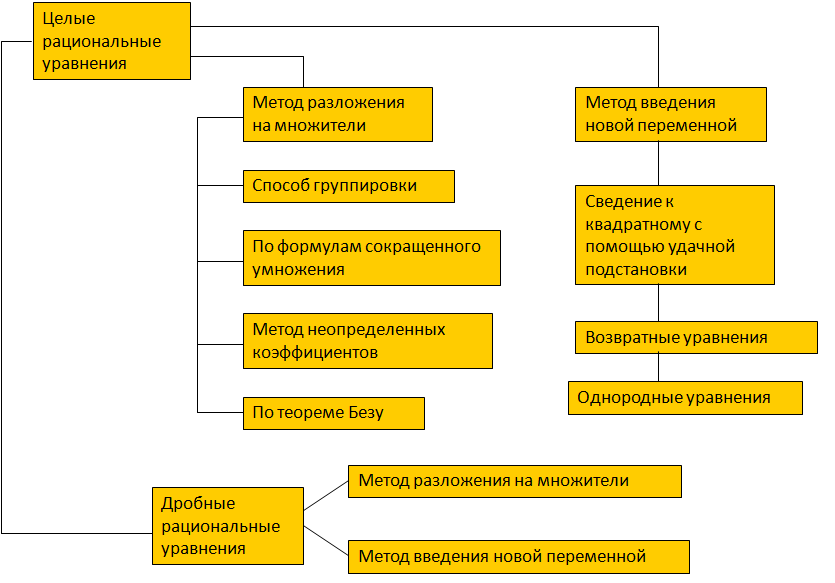 Целые
рациональные
уравнения
Метод разложения
на множители
Способ группировки
По формулам сокращенного
умножения
Метод неопределенных
коэффициентов
По теореме Безу
Метод введения
новой переменной
Сведение к
квадратному с
помощью удачной
подстановки
Возвратные уравнения
Однородные уравнения
Дробные
рациональные
уравнения
Метод разложения на множители
Метод введения новой переменной